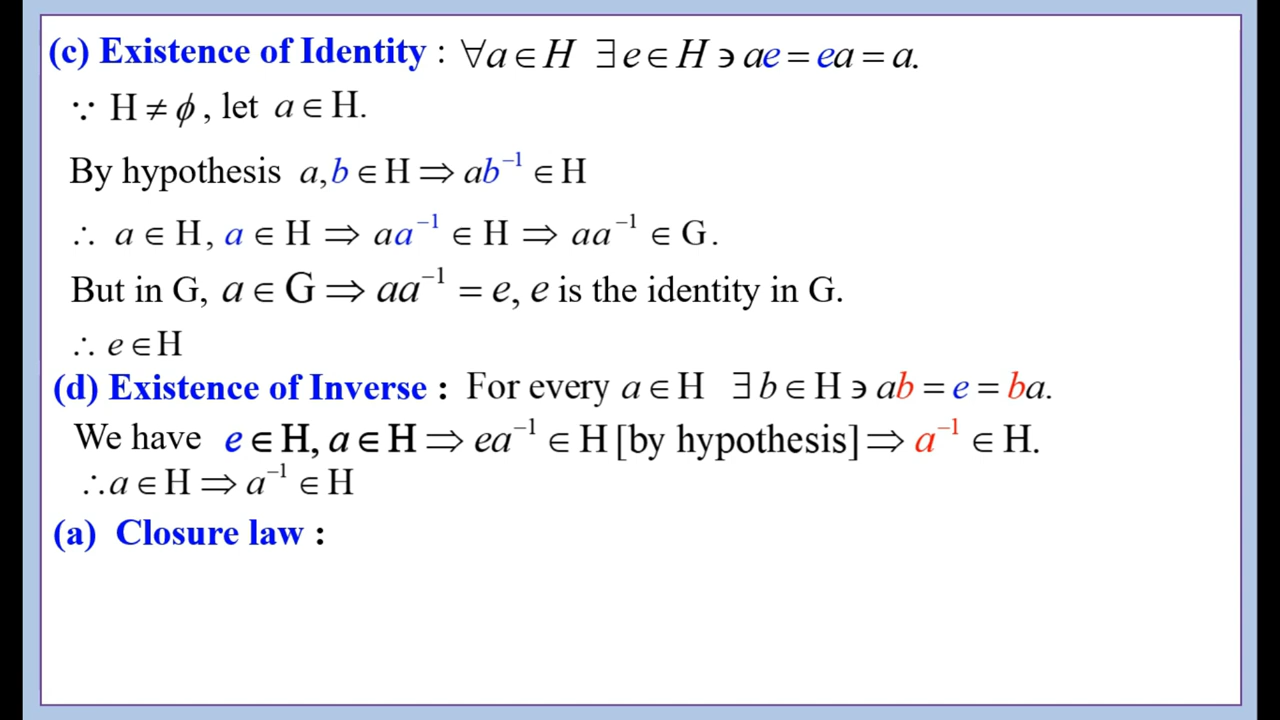 (c) Existence of Identity : ∀a ∈ H ∃ e ∈ H ∍ ae = ea = a.
∵ H ≠ ϕ, let a ∈ H.
By hypothesis a, b ∈ H ⇒ ab⁻¹ ∈ H
∴ a ∈ H, a ∈ H ⇒ aa⁻¹ ∈ H ⇒ aa⁻¹ ∈ G.
But in G, a ∈ G ⇒ aa⁻¹ = e, e is the identity in G.
∴ e ∈ H
(d) Existence of Inverse : For every a ∈ H ∃ b ∈ H ∍ ab = e = ba.
We have e ∈ H, a ∈ H ⇒ ea⁻¹ ∈ H [by hypothesis] ⇒ a⁻¹ ∈ H.
∴ a ∈ H ⇒ a⁻¹ ∈ H
(a) Closure law :